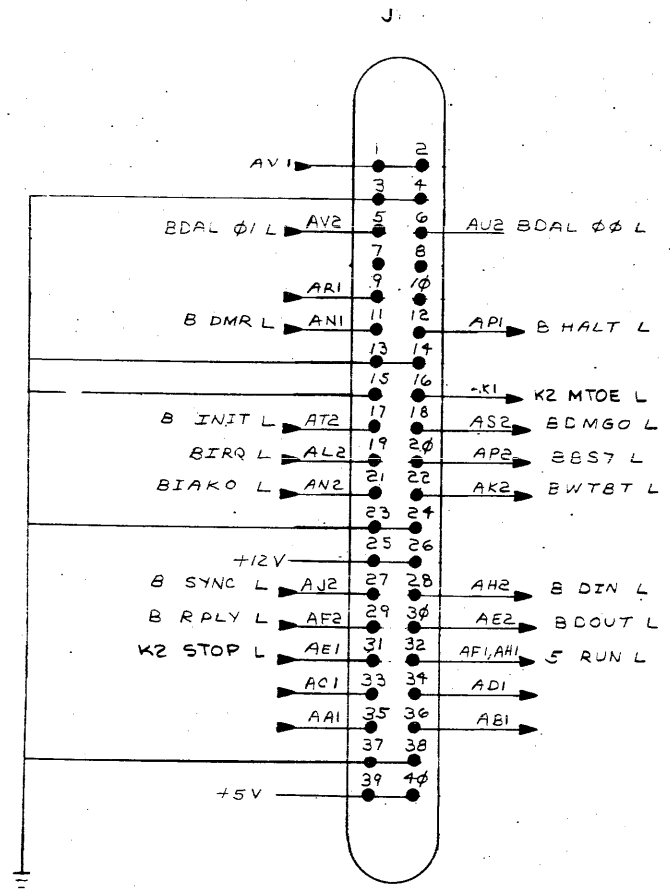 J1
1 2
AV1
3 4
5 6
BDAL Ø1 L AV2 AU2 BDAL ØØ L
7 8
9 1Ø
AR1
11 12
B DMR L AN1 AP1 B HALT L
13 14
15 16
-K1 K2 MTOE L
17 18
B INIT L AT2 AS2 BDMGO L
19 2Ø
BIRQ L AL2 AP2 BBS7 L
21 22
BIAKO L AN2 AK2 BWTBT L
23 24
25 26
+12V
27 28
B SYNC L AJ2 AH2 B DIN L
29 3Ø
B RPLY L AF2 AE2 BDOUT L
31 32
K2 STOP L AE1 AF1,AH1 S RUN L
33 34
AC1 AD1
35 36
AA1 AB1
37 38
39 4Ø
+5V